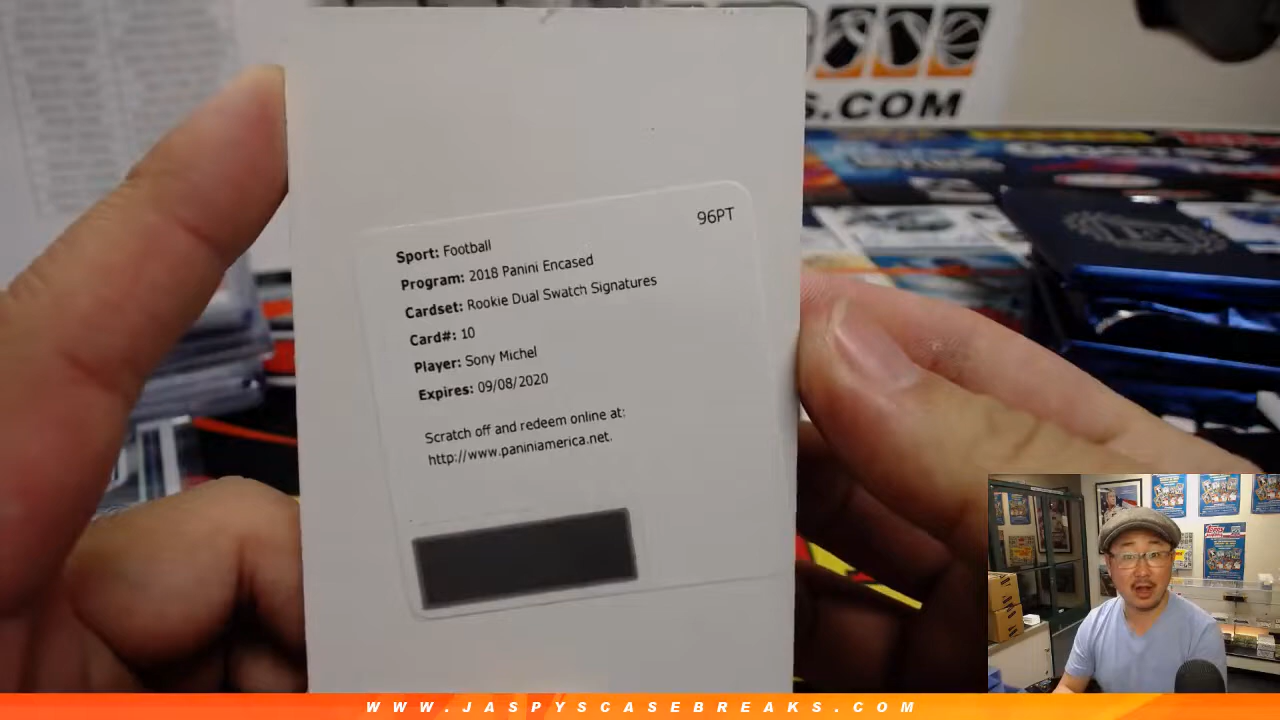 S.COM
96PT
Sport: Football
Program: 2018 Panini Encased
Cardset: Rookie Dual Swatch Signatures
Card#: 10
Player: Sony Michel
Expires: 09/08/2020
Scratch off and redeem online at:
http://www.paniniamerica.net.
WWW.JASPYSCASEBREAKS.COM